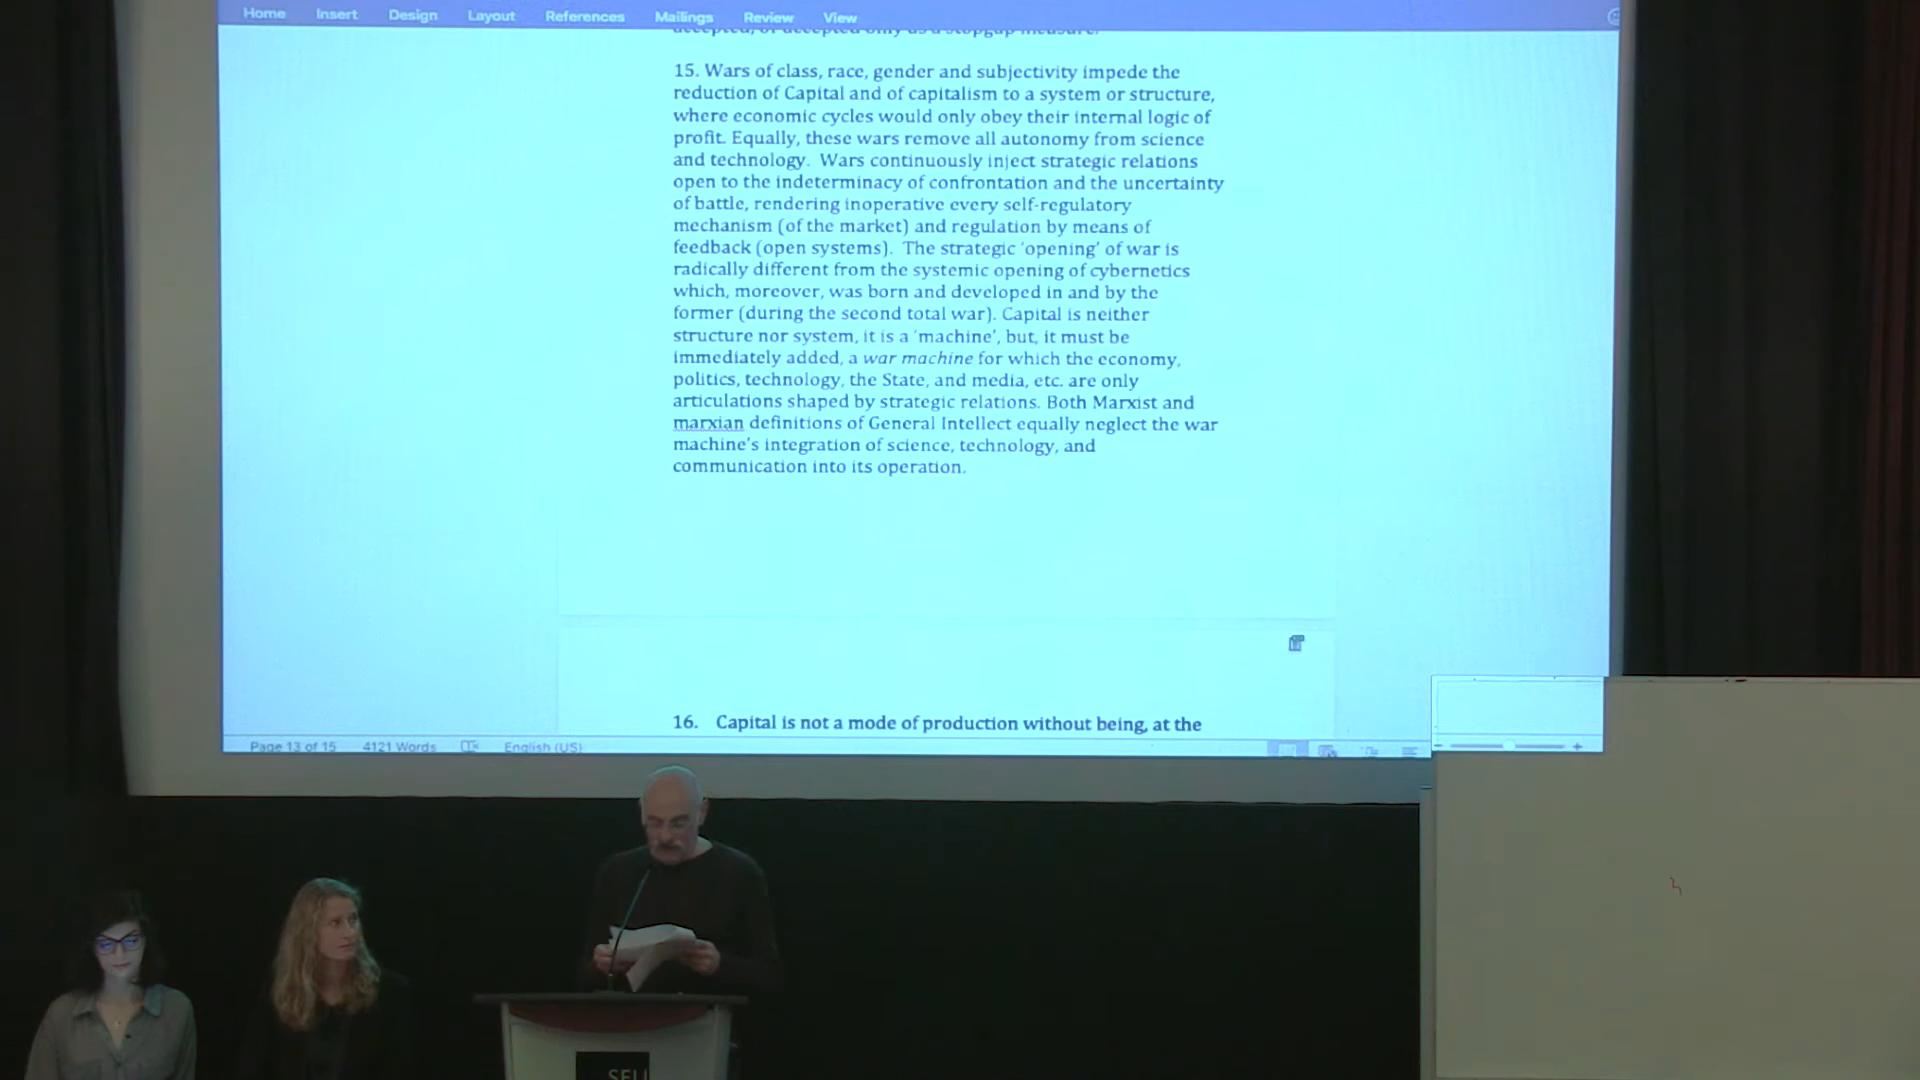 Home Insert Design Layout References Mailings Review View
accepted, or accepted only as a stopgap measure.
15. Wars of class, race, gender and subjectivity impede the
reduction of Capital and of capitalism to a system or structure,
where economic cycles would only obey their internal logic of
profit. Equally, these wars remove all autonomy from science
and technology.  Wars continuously inject strategic relations
open to the indeterminacy of confrontation and the uncertainty
of battle, rendering inoperative every self-regulatory
mechanism (of the market) and regulation by means of
feedback (open systems).  The strategic ‘opening’ of war is
radically different from the systemic opening of cybernetics
which, moreover, was born and developed in and by the
former (during the second total war). Capital is neither
structure nor system, it is a ‘machine’, but, it must be
immediately added, a war machine for which the economy,
politics, technology, the State, and media, etc. are only
articulations shaped by strategic relations. Both Marxist and
marxian definitions of General Intellect equally neglect the war
machine’s integration of science, technology, and
communication into its operation.
16.   Capital is not a mode of production without being, at the
Page 13 of 15 4121 Words English (US)
SFU